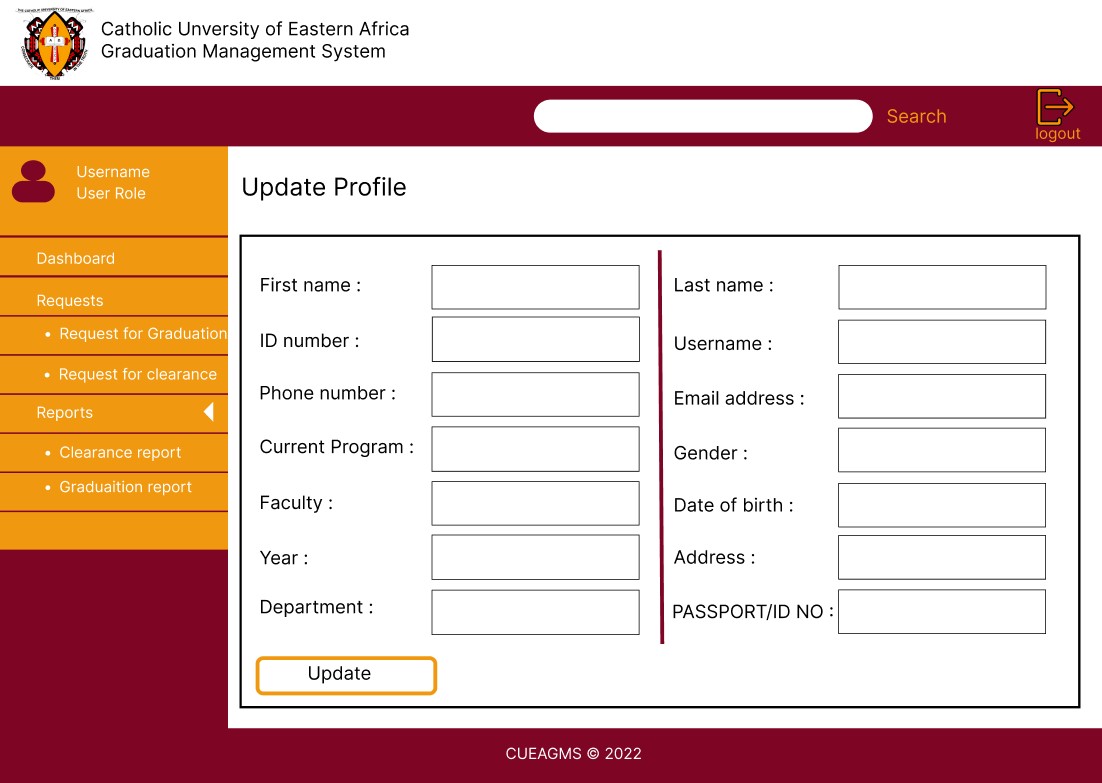 THE CATHOLIC UNIVERSITY OF EASTERN AFRICA
Catholic Unversity of Eastern Africa
Graduation Management System
Search
logout
Username
User Role
Update Profile
Dashboard
Requests
• Request for Graduation
• Request for clearance
Reports
• Clearance report
• Graduaition report
First name :
Last name :
ID number :
Username :
Phone number :
Email address :
Current Program :
Gender :
Faculty :
Date of birth :
Year :
Address :
Department :
PASSPORT/ID NO :
Update
CUEAGMS © 2022